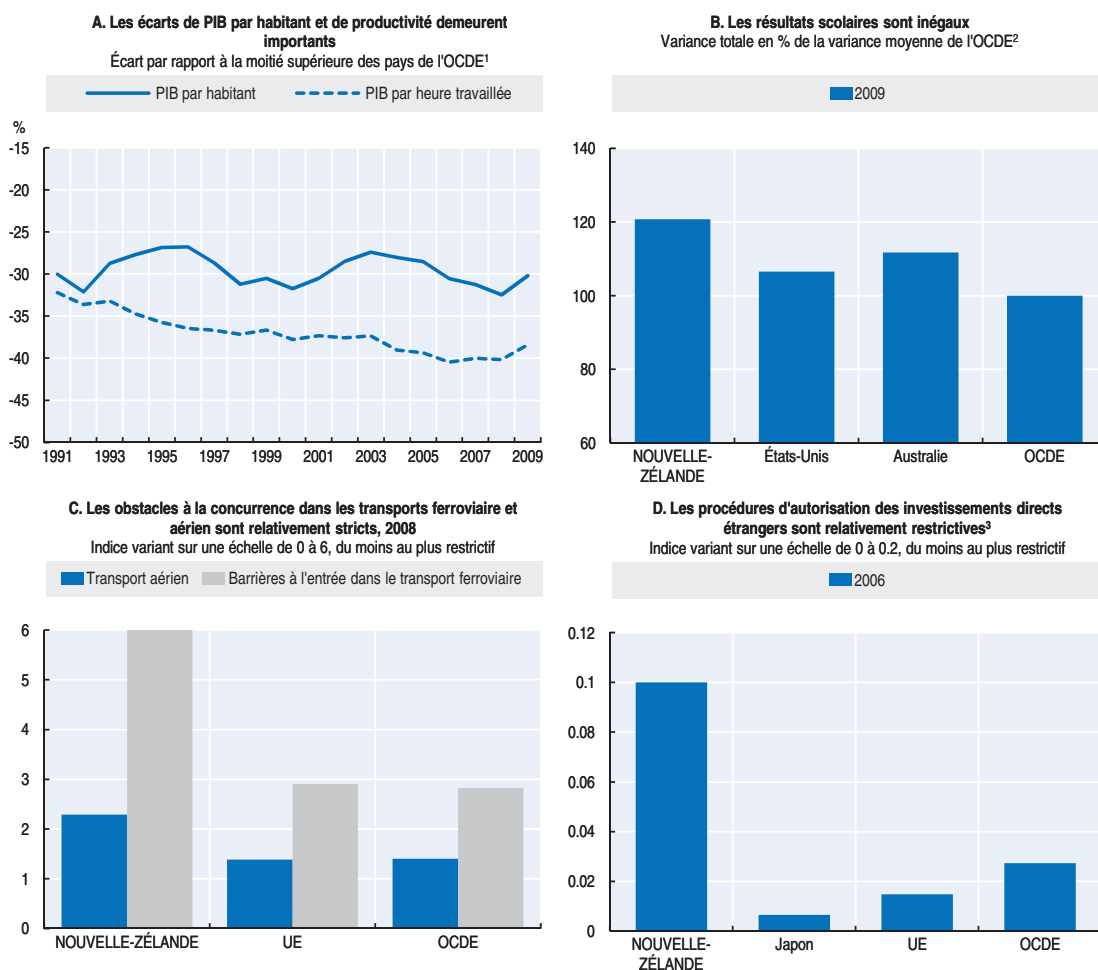 A. Les écarts de PIB par habitant et de productivité demeurent
importants
Écart par rapport à la moitié supérieure des pays de l'OCDE¹
PIB par habitant PIB par heure travaillée
%
-15
-20
-25
-30
-35
-40
-45
-50
1991 1993 1995 1997 1999 2001 2003 2005 2007 2009
B. Les résultats scolaires sont inégaux
Variance totale en % de la variance moyenne de l'OCDE²
2009
140
120
100
80
60
NOUVELLE-
ZÉLANDE
États-Unis Australie OCDE
C. Les obstacles à la concurrence dans les transports ferroviaire et
aérien sont relativement stricts, 2008
Indice variant sur une échelle de 0 à 6, du moins au plus restrictif
Transport aérien Barrières à l'entrée dans le transport ferroviaire
6
5
4
3
2
1
0
NOUVELLE-ZÉLANDE UE OCDE
D. Les procédures d'autorisation des investissements directs
étrangers sont relativement restrictives³
Indice variant sur une échelle de 0 à 0.2, du moins au plus restrictif
2006
0.12
0.1
0.08
0.06
0.04
0.02
0
NOUVELLE-
ZÉLANDE
Japon UE OCDE